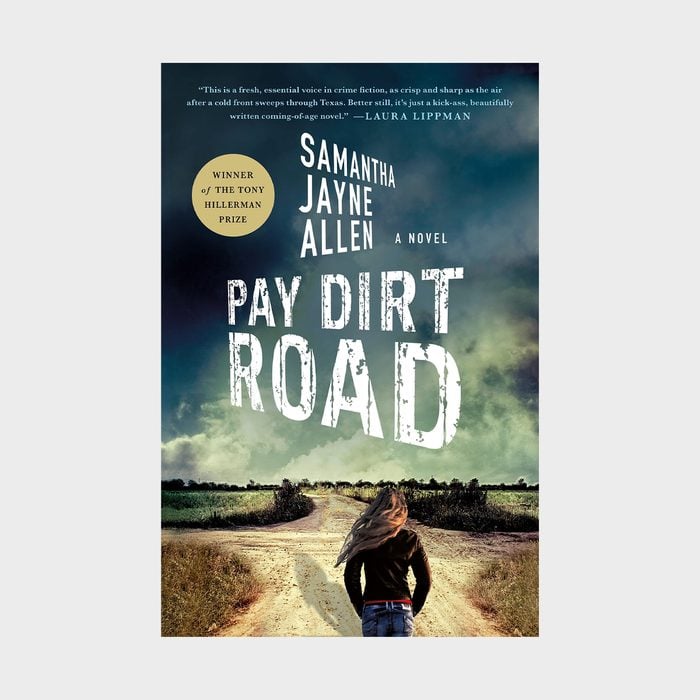 “This is a fresh, essential voice in crime fiction, as crisp and sharp as the air
after a cold front sweeps through Texas. Better still, it’s just a kick-ass, beautifully
written coming-of-age novel.” —LAURA LIPPMAN
WINNER
of THE TONY
HILLERMAN
PRIZE
SAMANTHA
JAYNE
ALLEN
A NOVEL
PAY DIRT
ROAD